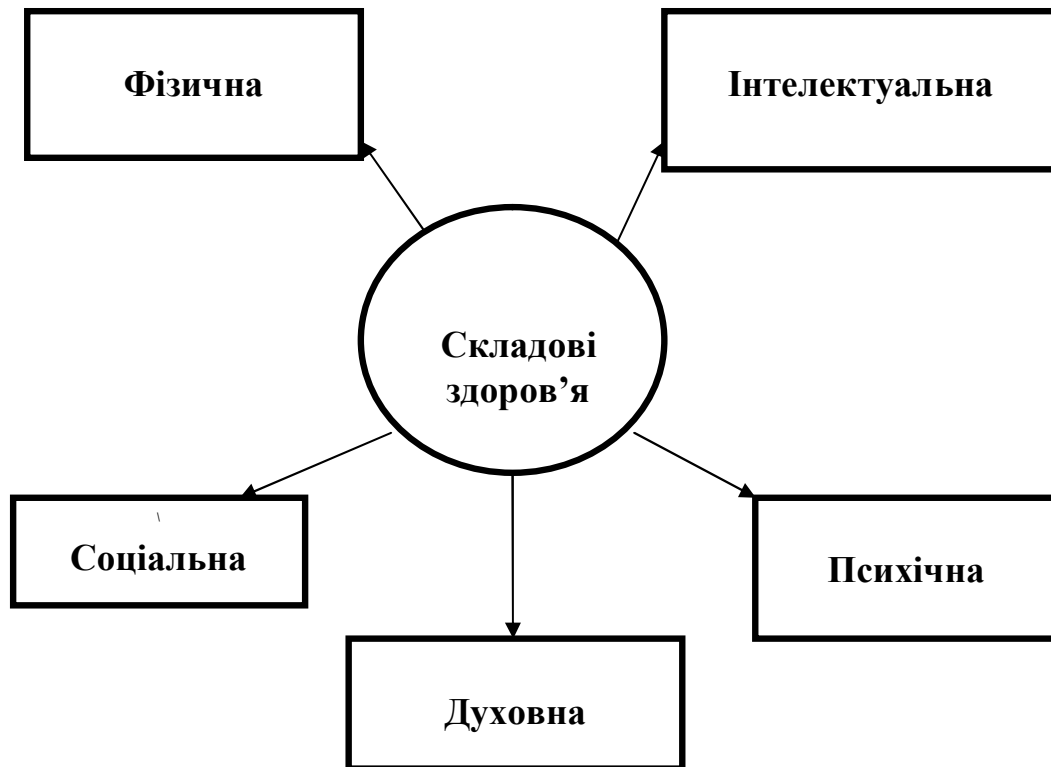 Фізична
Інтелектуальна
Складові
здоров’я
Соціальна
Психічна
Духовна